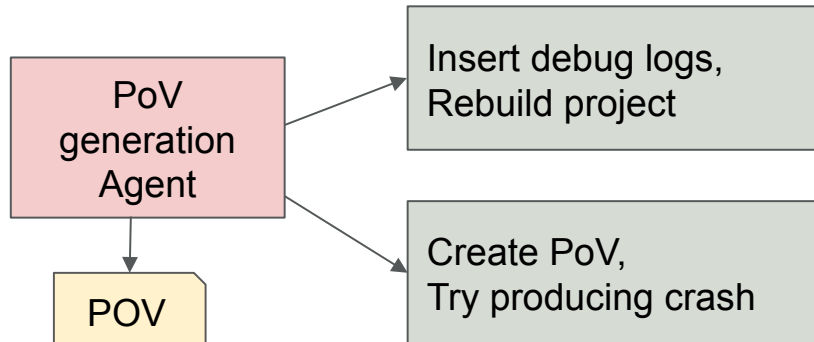 PoV
generation
Agent
Insert debug logs,
Rebuild project
Create PoV,
Try producing crash
POV